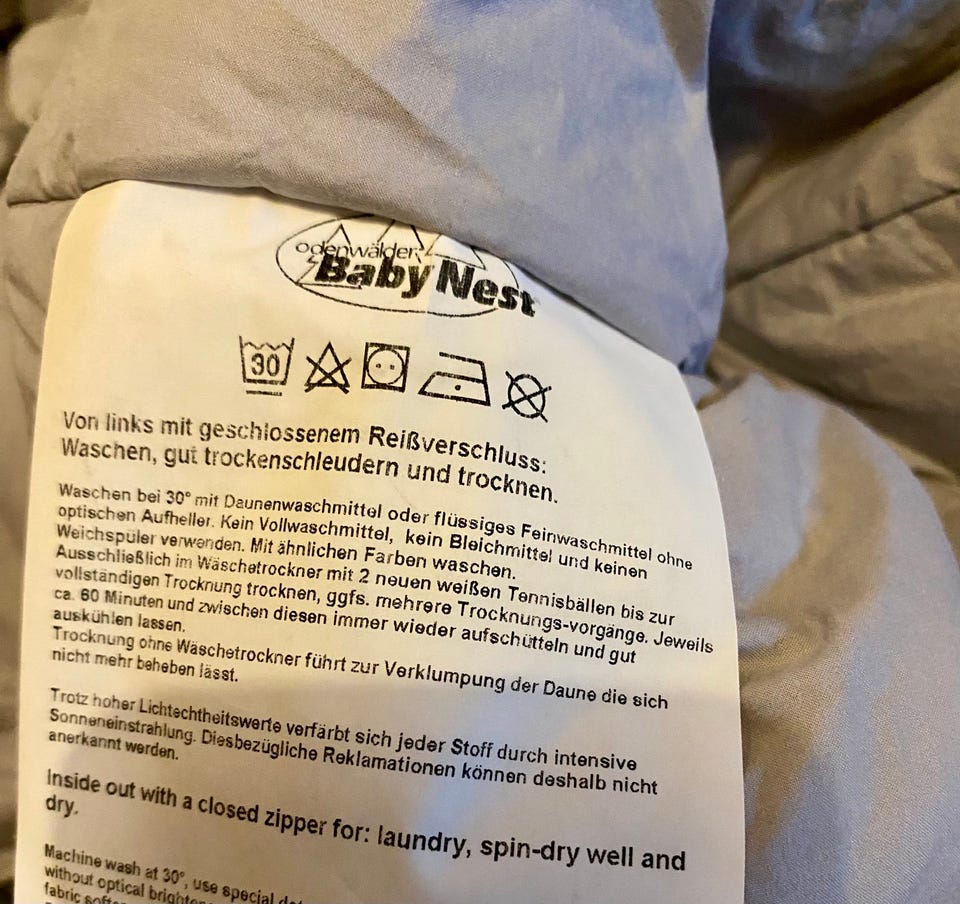 odenwälder
Baby Nest
30
Von links mit geschlossenem Reißverschluss:
Waschen, gut trockenschleudern und trocknen.
Waschen bei 30° mit Daunenwaschmittel oder flüssiges Feinwaschmittel ohne
optischen Aufheller. Kein Vollwaschmittel, kein Bleichmittel und keinen
Weichspüler verwenden. Mit ähnlichen Farben waschen.
Ausschließlich im Wäschetrockner mit 2 neuen weißen Tennisbällen bis zur
vollständigen Trocknung trocknen, ggfs. mehrere Trocknungs-vorgänge. Jeweils
ca. 60 Minuten und zwischen diesen immer wieder aufschütteln und gut
auskühlen lassen.
Trocknung ohne Wäschetrockner führt zur Verklumpung der Daune die sich
nicht mehr beheben lässt.
Trotz hoher Lichtechtheitswerte verfärbt sich jeder Stoff durch intensive
Sonneneinstrahlung. Diesbezügliche Reklamationen können deshalb nicht
anerkannt werden.
Inside out with a closed zipper for: laundry, spin-dry well and
dry.
Machine wash at 30°, use special
without optical
fabric